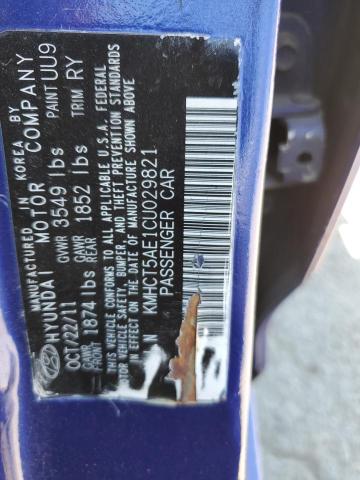 MANUFACTURED IN KOREA BY
HYUNDAI MOTOR COMPANY
OCT/22/11 GVWR 3549 lbs PAINT UU9
GAWR FRONT 1874 lbs GAWR REAR 1852 lbs TRIM RY
THIS VEHICLE CONFORMS TO ALL APPLICABLE U.S.A. FEDERAL
MOTOR VEHICLE SAFETY, BUMPER, AND THEFT PREVENTION STANDARDS
IN EFFECT ON THE DATE OF MANUFACTURE SHOWN ABOVE
KMHCT5AE1CU029821
PASSENGER CAR